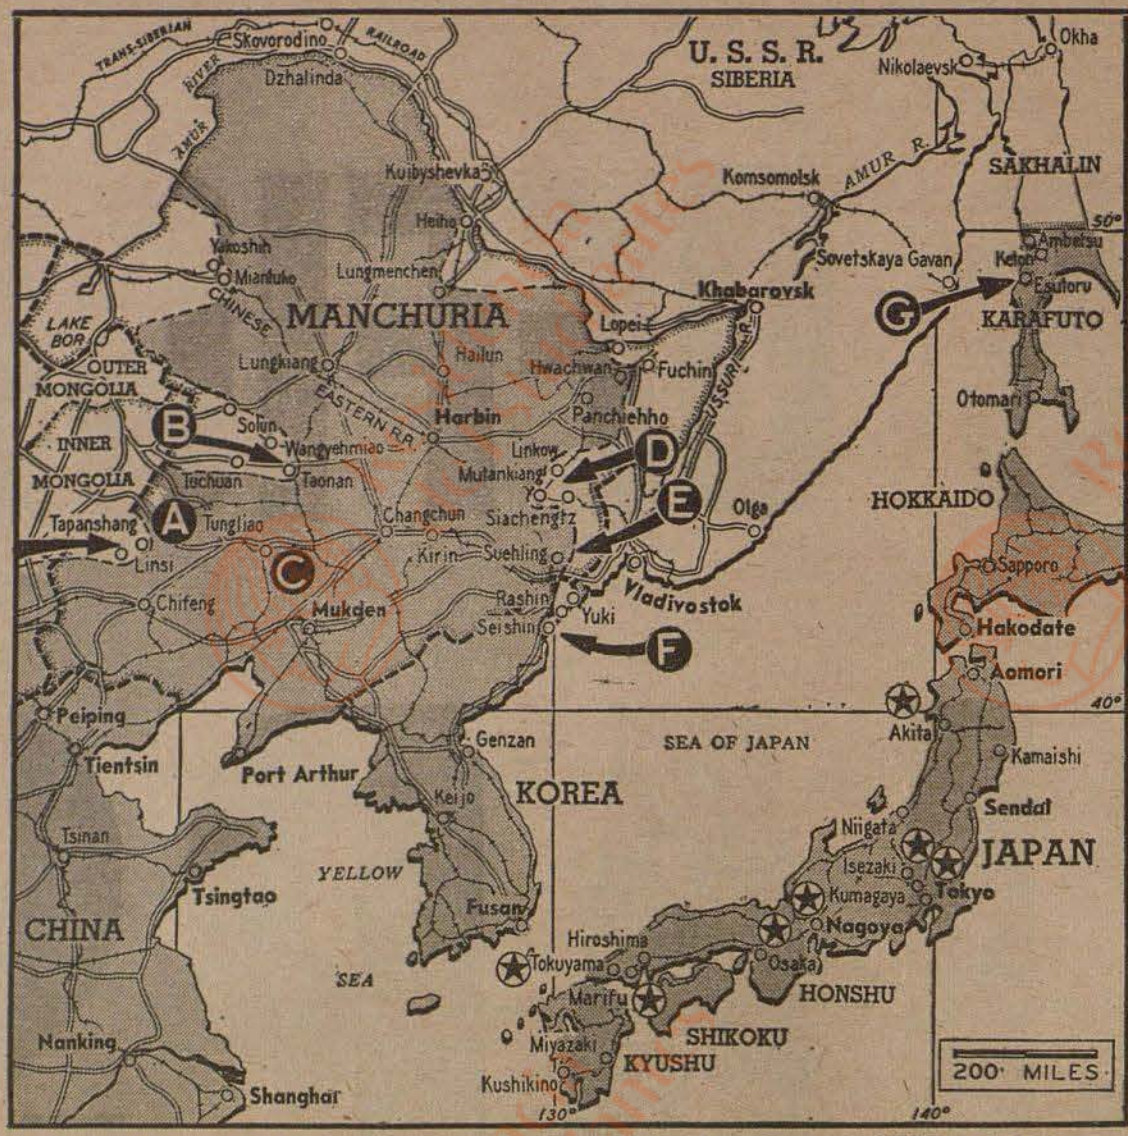 TRANS-SIBERIAN
RAILROAD
Skovorodino
Dzhalinda
U. S. S. R.
SIBERIA
Okha
Nikolaevsk
AMUR RIVER
Kuibyshevka
Komsomolsk
AMUR R.
SAKHALIN
Heiho
50°
Yakoshih
Lungmenchen
Sovetskaya Gavan
Ambetsu
Keton
Esutoru
Miantuho
CHINESE
MANCHURIA
Khabarovsk
G
KARAFUTO
LAKE
BOR
Lopei
OUTER
MONGOLIA
Lungkiang
Hailun
Hwachwan
Fuchin
USSURI R.
EASTERN R.R.
Otomari
Harbin
Panchiehho
B
Solun
INNER
MONGOLIA
Wangyehmiao
Linkow
D
Mutankiang
HOKKAIDO
Tuchuan
Taonan
E
Tapanshang
A
Tungliao
Changchun
Siachengtz
Olga
Linsi
C
Kirin
Suehling
Sapporo
Chifeng
Mukden
Rashin
Yuki
Vladivostok
Seishin
F
Hakodate
Aomori
Peiping
40°
Akita
Genzan
SEA OF JAPAN
Kamaishi
Tientsin
Port Arthur
KOREA
Keijo
Sendai
Niigata
Tsinan
JAPAN
Isezaki
YELLOW
Tsingtao
Tokyo
Kumagaya
CHINA
Fusan
Nagoya
Hiroshima
Tokuyama
Osaka
SEA
HONSHU
Marifu
SHIKOKU
Nanking
Miyazaki
KYUSHU
200 MILES
Kushikino
Shanghai
130°
140°